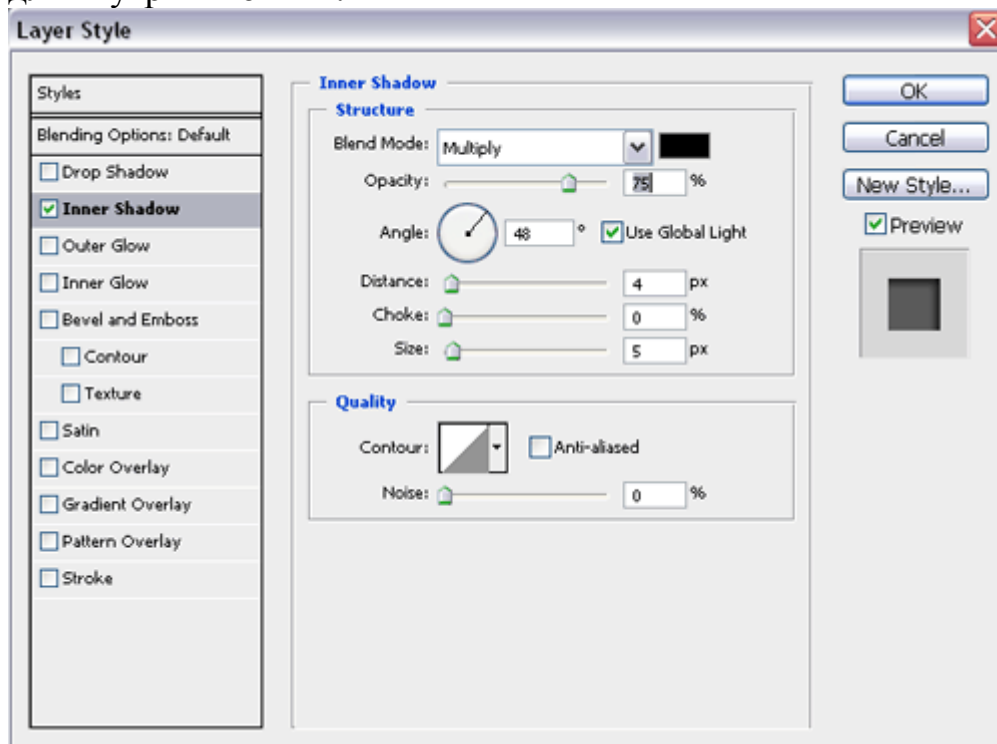 Layer Style
Styles
Blending Options: Default
Drop Shadow
Inner Shadow
Outer Glow
Inner Glow
Bevel and Emboss
Contour
Texture
Satin
Color Overlay
Gradient Overlay
Pattern Overlay
Stroke
Inner Shadow
Structure
Blend Mode: Multiply
Opacity: 75 %
Angle: 48 ° Use Global Light
Distance: 4 px
Choke: 0 %
Size: 5 px
Quality
Contour: Anti-aliased
Noise: 0 %
OK
Cancel
New Style...
Preview